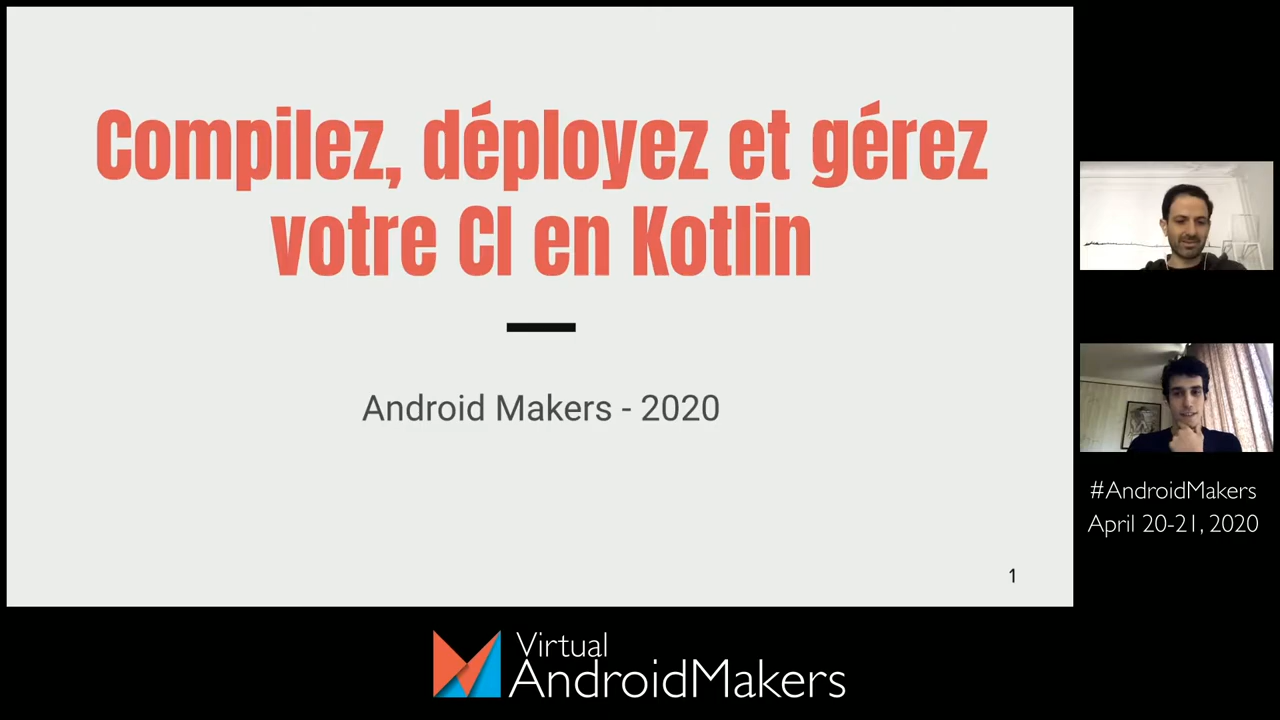 Compilez, déployez et gérez
votre CI en Kotlin
Android Makers - 2020
1
#AndroidMakers
April 20-21, 2020
Virtual
AndroidMakers